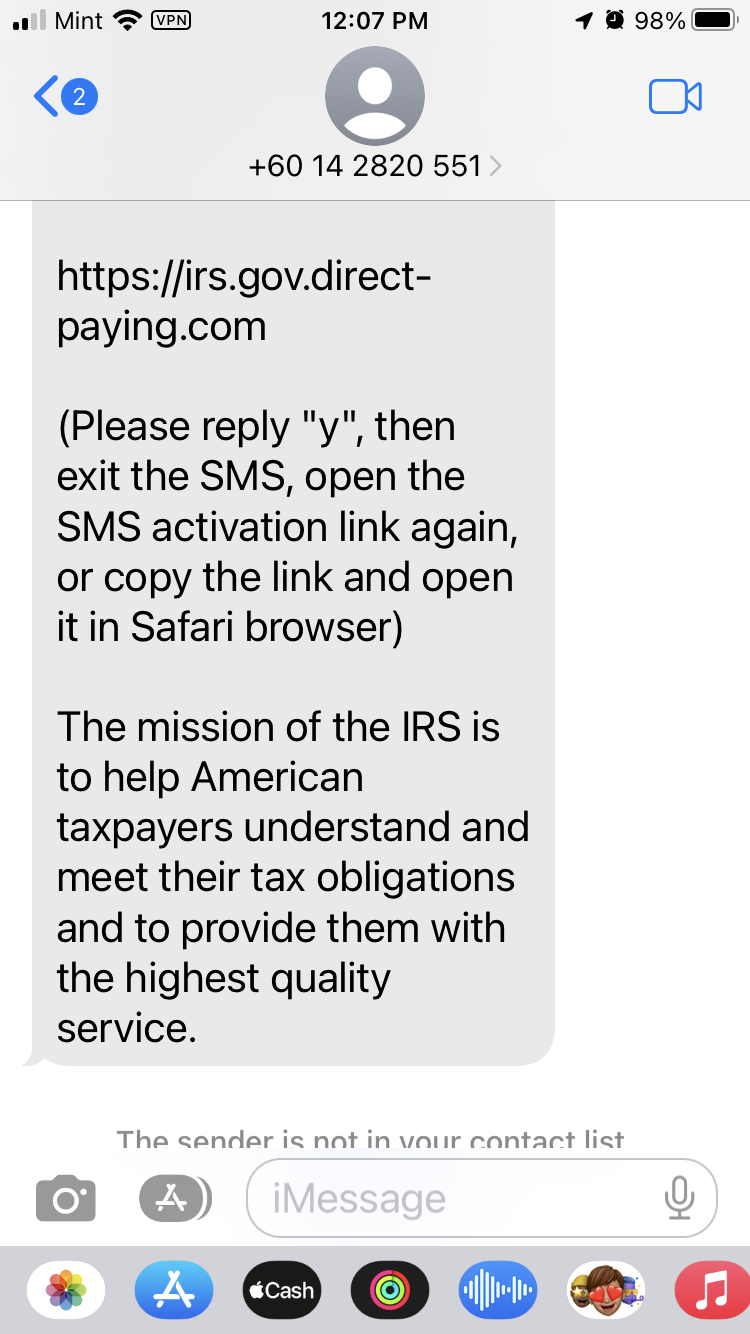 Mint VPN 12:07 PM 98%
2
+60 14 2820 551
https://irs.gov.direct-
paying.com
(Please reply "y", then
exit the SMS, open the
SMS activation link again,
or copy the link and open
it in Safari browser)
The mission of the IRS is
to help American
taxpayers understand and
meet their tax obligations
and to provide them with
the highest quality
service.
The sender is not in your contact list
iMessage
Cash